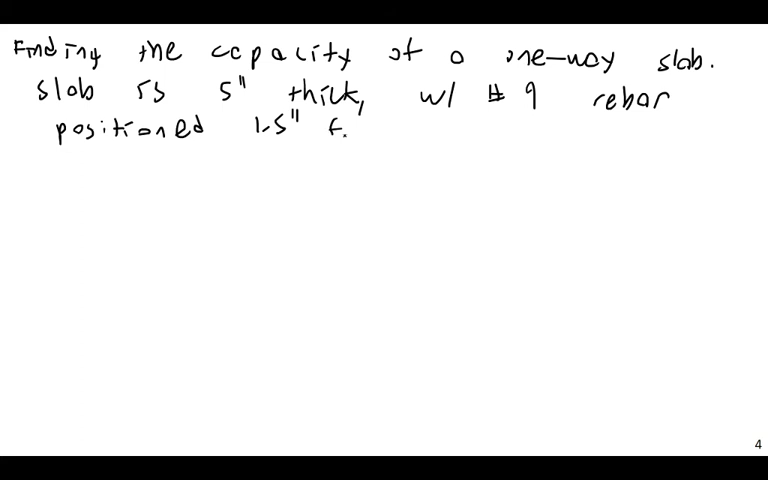 Finding the capacity of a one-way slab.
slab is 5" thick, w/ # 9 rebar
positioned 1.5" f.
4